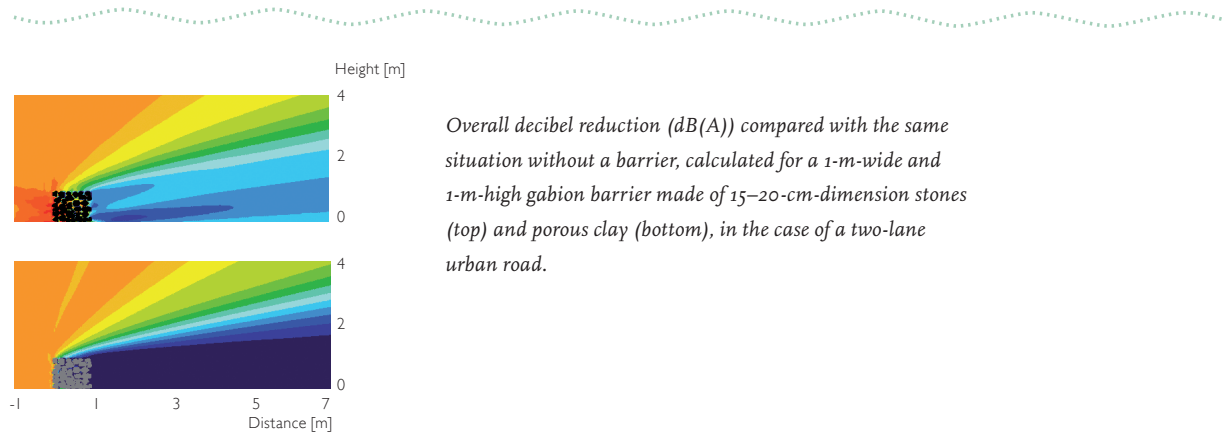 Height [m]
4
2
0
4
2
0
-1 1 3 5 7
Distance [m]
Overall decibel reduction (dB(A)) compared with the same
situation without a barrier, calculated for a 1-m-wide and
1-m-high gabion barrier made of 15–20-cm-dimension stones
(top) and porous clay (bottom), in the case of a two-lane
urban road.